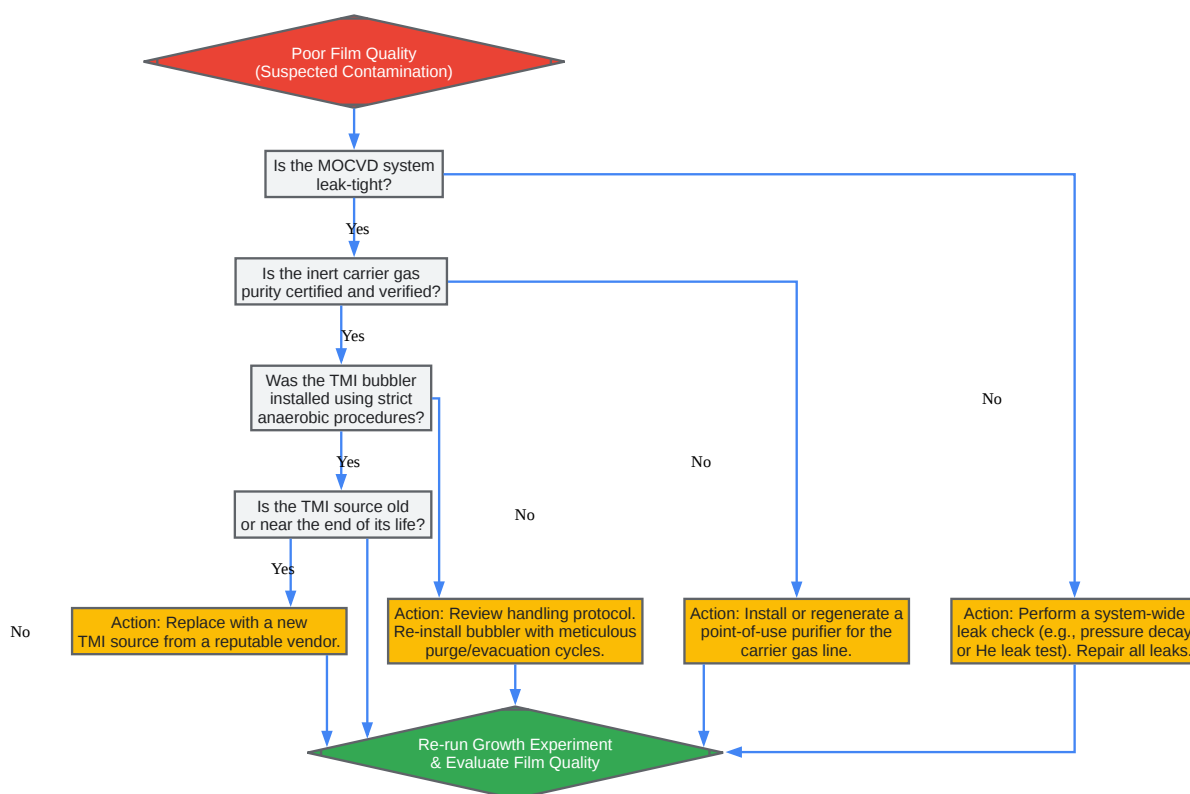 Poor Film Quality
(Suspected Contamination)
Is the MOCVD system
leak-tight?
Yes
Is the inert carrier gas
purity certified and verified?
Yes
Was the TMI bubbler
installed using strict
anaerobic procedures?
No
Yes
No
Is the TMI source old
or near the end of its life?
No
Yes
No
Action: Replace with a new
TMI source from a reputable vendor.
Action: Review handling protocol.
Re-install bubbler with meticulous
purge/evacuation cycles.
Action: Install or regenerate a
point-of-use purifier for the
carrier gas line.
Action: Perform a system-wide
leak check (e.g., pressure decay
or He leak test). Repair all leaks.
Re-run Growth Experiment
& Evaluate Film Quality